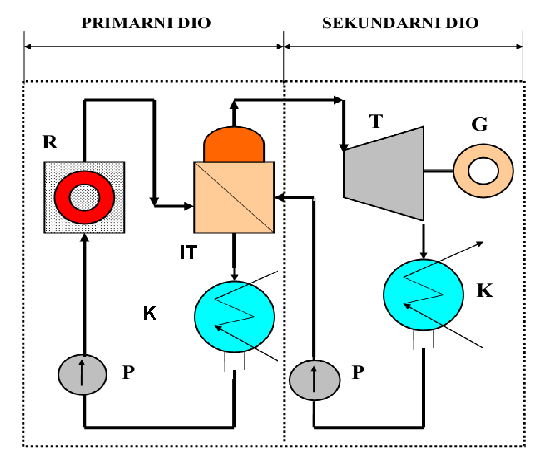 PRIMARNI DIO SEKUNDARNI DIO
R T G
IT
K K
P P